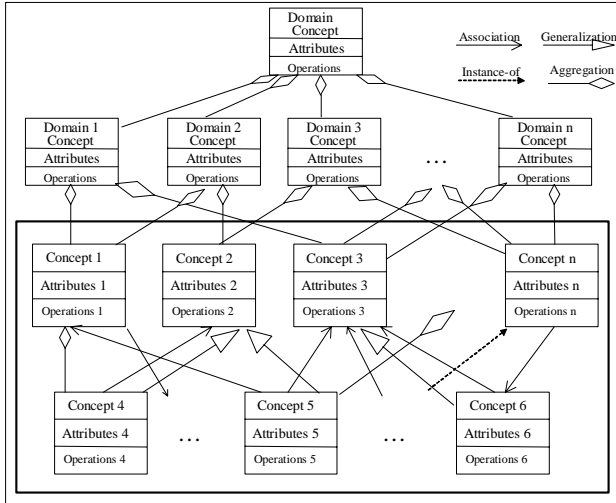 Domain
Concept
Attributes
Operations
Association
Generalization
Instance-of
Aggregation
Domain 1
Concept
Attributes
Operations
Domain 2
Concept
Attributes
Operations
Domain 3
Concept
Attributes
Operations
...
Domain n
Concept
Attributes
Operations
Concept 1
Attributes 1
Operations 1
Concept 2
Attributes 2
Operations 2
Concept 3
Attributes 3
Operations 3
Concept n
Attributes n
Operations n
Concept 4
Attributes 4
Operations 4
...
Concept 5
Attributes 5
Operations 5
...
Concept 6
Attributes 6
Operations 6